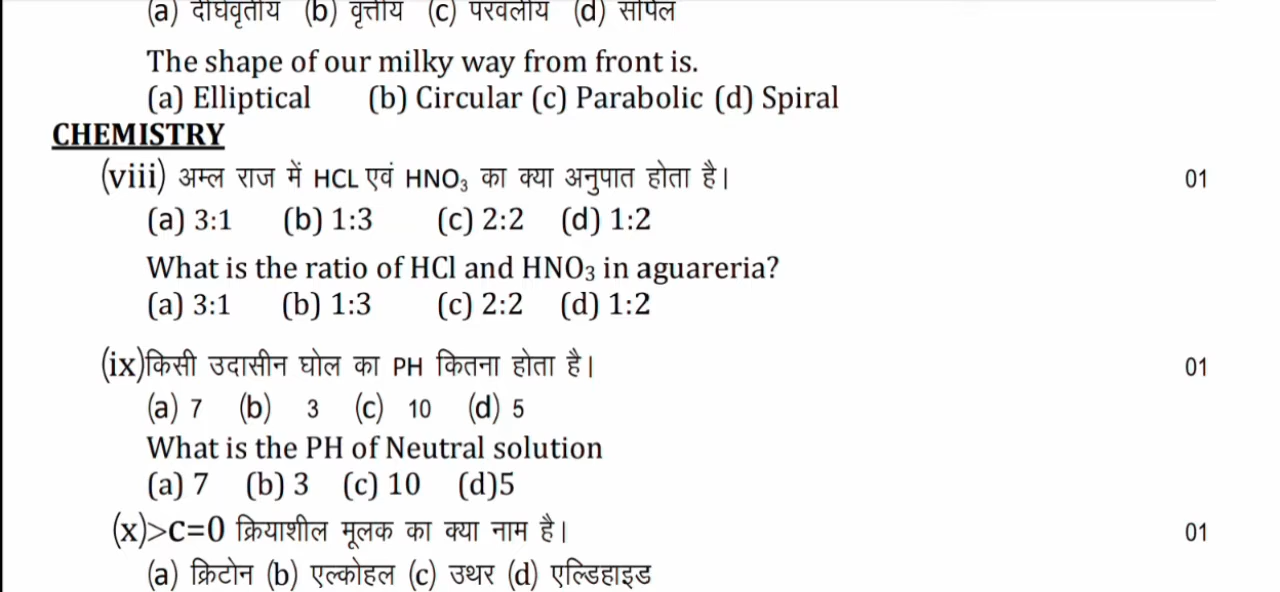 (a) दीर्घवृतीय (b) वृत्तीय (c) परवलीय (d) सर्पिल
The shape of our milky way from front is.
(a) Elliptical (b) Circular (c) Parabolic (d) Spiral
CHEMISTRY
(viii) अम्ल राज में HCL एवं HNO₃ का क्या अनुपात होता है। 01
(a) 3:1 (b) 1:3 (c) 2:2 (d) 1:2
What is the ratio of HCl and HNO₃ in aguareria?
(a) 3:1 (b) 1:3 (c) 2:2 (d) 1:2
(ix)किसी उदासीन घोल का PH कितना होता है। 01
(a) 7 (b) 3 (c) 10 (d) 5
What is the PH of Neutral solution
(a) 7 (b) 3 (c) 10 (d)5
(x)>c=0 क्रियाशील मूलक का क्या नाम है। 01
(a) क्रिटोन (b) एल्कोहल (c) उथर (d) एल्डिहाइड